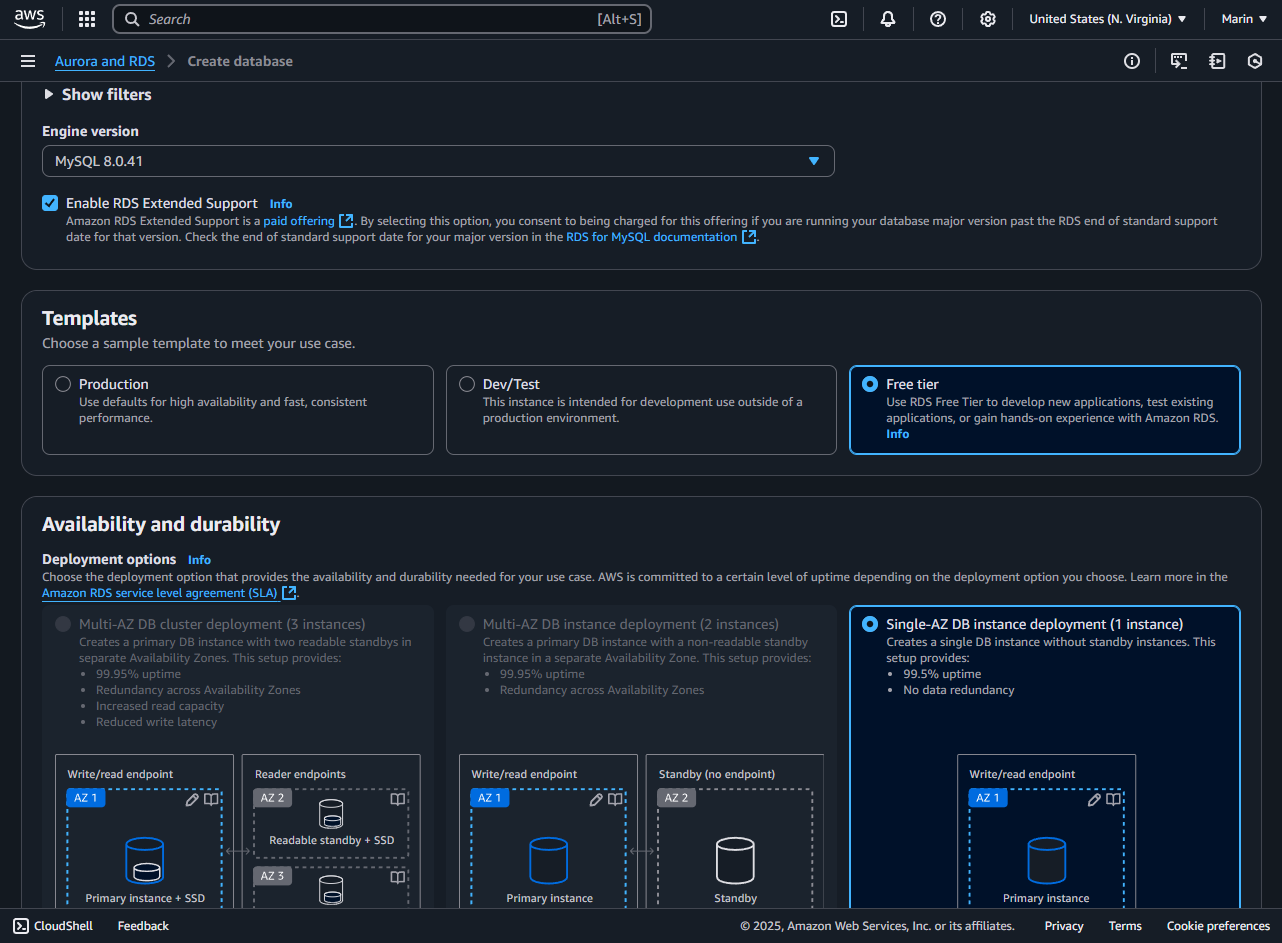 aws
Search
[Alt+S]
United States (N. Virginia)
Marin
Aurora and RDS
Create database
Show filters
Engine version
MySQL 8.0.41
Enable RDS Extended Support Info
Amazon RDS Extended Support is a paid offering. By selecting this option, you consent to being charged for this offering if you are running your database major version past the RDS end of standard support
date for that version. Check the end of standard support date for your major version in the RDS for MySQL documentation.
Templates
Choose a sample template to meet your use case.
Production
Use defaults for high availability and fast, consistent
performance.
Dev/Test
This instance is intended for development use outside of a
production environment.
Free tier
Use RDS Free Tier to develop new applications, test existing
applications, or gain hands-on experience with Amazon RDS.
Info
Availability and durability
Deployment options Info
Choose the deployment option that provides the availability and durability needed for your use case. AWS is committed to a certain level of uptime depending on the deployment option you choose. Learn more in the
Amazon RDS service level agreement (SLA).
Multi-AZ DB cluster deployment (3 instances)
Creates a primary DB instance with two readable standbys in
separate Availability Zones. This setup provides:
• 99.95% uptime
• Redundancy across Availability Zones
• Increased read capacity
• Reduced write latency
Write/read endpoint
AZ 1
Primary instance + SSD
Reader endpoints
AZ 2
Readable standby + SSD
AZ 3
Multi-AZ DB instance deployment (2 instances)
Creates a primary DB instance with a non-readable standby
instance in a separate Availability Zone. This setup provides:
• 99.95% uptime
• Redundancy across Availability Zones
Write/read endpoint
AZ 1
Primary instance
Standby (no endpoint)
AZ 2
Standby
Single-AZ DB instance deployment (1 instance)
Creates a single DB instance without standby instances. This
setup provides:
• 99.5% uptime
• No data redundancy
Write/read endpoint
AZ 1
Primary instance
CloudShell
Feedback
© 2025, Amazon Web Services, Inc. or its affiliates.
Privacy
Terms
Cookie preferences